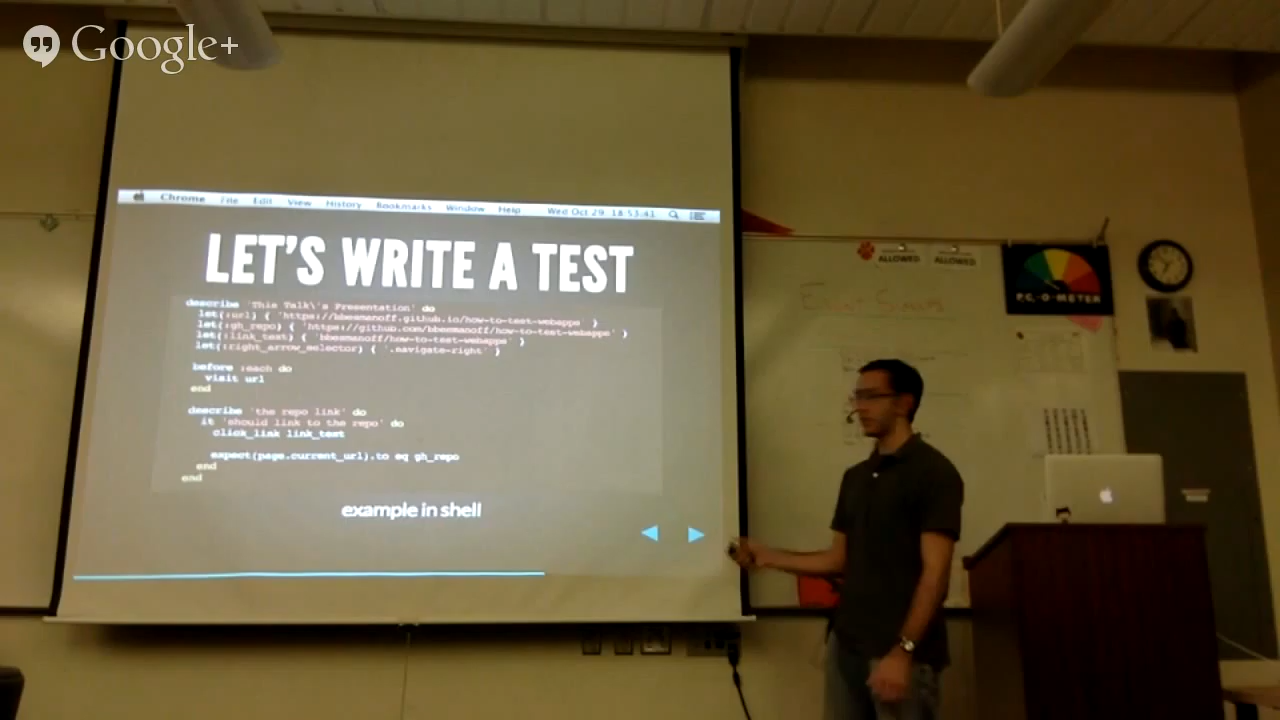 Google+
Chrome File Edit View History Bookmarks Window Help Wed Oct 29 18:53:41
LET'S WRITE A TEST
describe 'This Talk\'s Presentation' do
let(:url) { 'https://bbesmanoff.github.io/how-to-test-webapps' }
let(:gh_repo) { 'https://github.com/bbesmanoff/how-to-test-webapps' }
let(:link_text) { 'bbesmanoff/how-to-test-webapps' }
let(:right_arrow_selector) { '.navigate-right' }
before :each do
visit url
end
describe 'the repo link' do
it 'should link to the repo' do
click_link link_text
expect(page.current_url).to eq gh_repo
end
end
example in shell
ALLOWED
ALLOWED
P.C.-O-METER